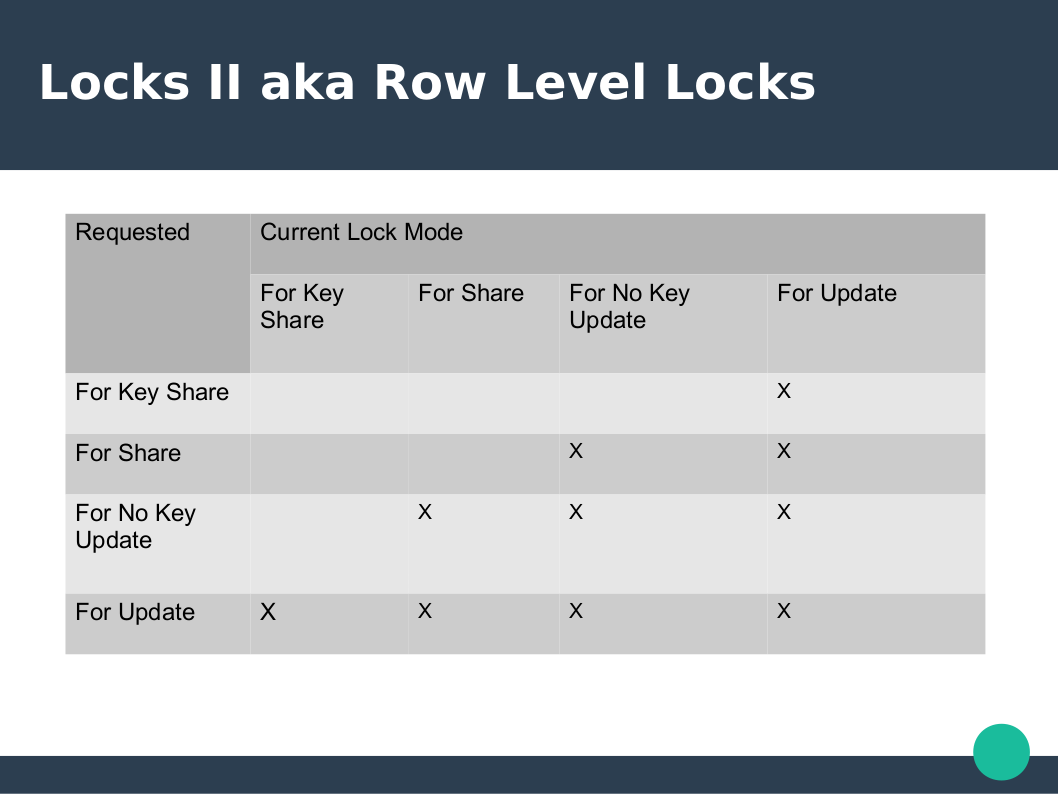 Locks II aka Row Level Locks
Requested Current Lock Mode
For Key Share
For Share
For No Key Update
For Update
For Key Share X
For Share X X
For No Key Update X X X
For Update X X X X